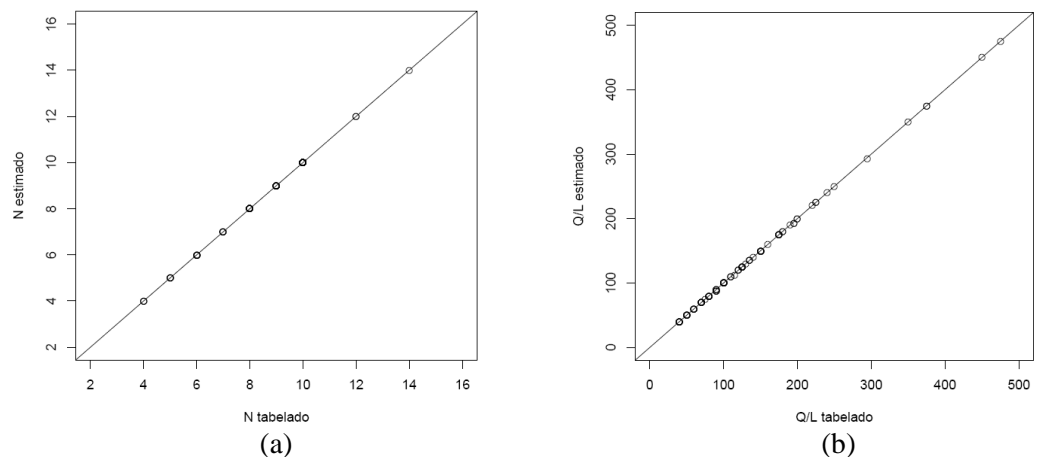 16
14
12
10
8
6
4
2
N estimado
2 4 6 8 10 12 14 16
N tabelado
(a)
500
400
300
200
100
0
Q/L estimado
0 100 200 300 400 500
Q/L tabelado
(b)